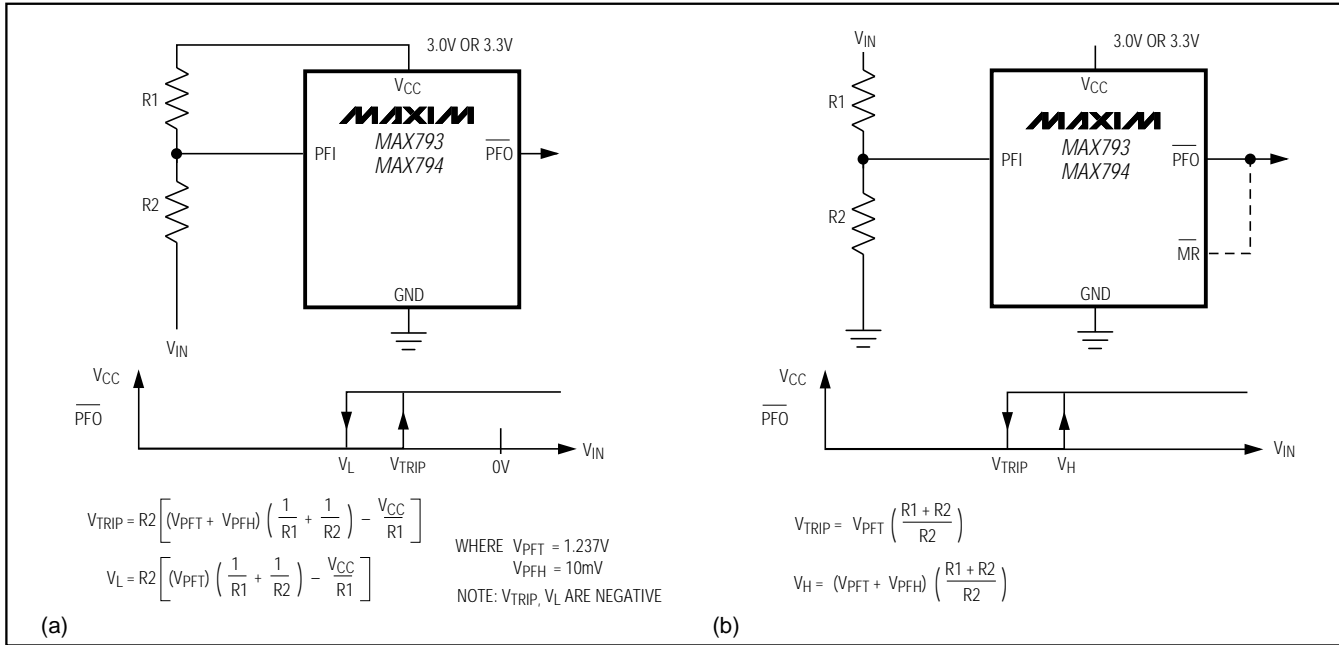 3.0V OR 3.3V
VCC
R1
MAXIM
MAX793
MAX794
PFI
PFO
R2
GND
VIN
VCC
PFO
VL
VTRIP
0V
VIN
VTRIP = R2 [(VPFT + VPFH) (1/R1 + 1/R2) – VCC/R1]
VL = R2 [(VPFT) (1/R1 + 1/R2) – VCC/R1]
WHERE VPFT = 1.237V
VPFH = 10mV
NOTE: VTRIP, VL ARE NEGATIVE
(a)
VIN
3.0V OR 3.3V
VCC
R1
MAXIM
MAX793
MAX794
PFI
PFO
R2
MR
GND
VCC
PFO
VTRIP
VH
VIN
VTRIP = VPFT (R1 + R2/R2)
VH = (VPFT + VPFH) (R1 + R2/R2)
(b)